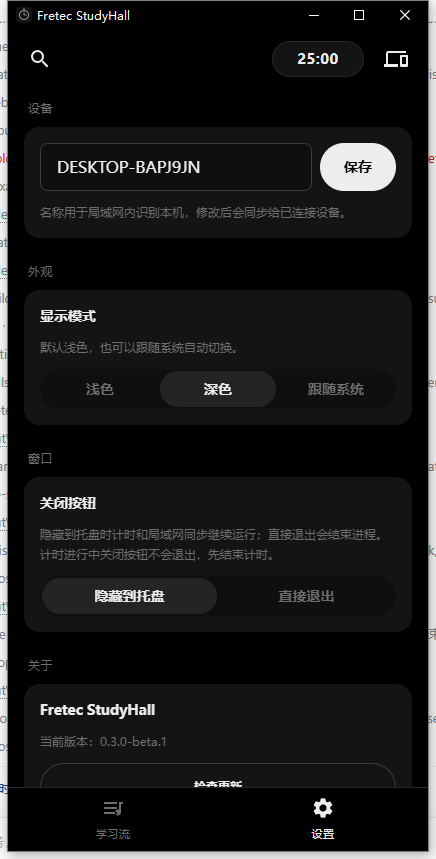 Fretec StudyHall
25:00
设备
DESKTOP-BAPJ9JN
保存
名称用于局域网内识别本机，修改后会同步给已连接设备。
外观
显示模式
默认浅色，也可以跟随系统自动切换。
浅色
深色
跟随系统
窗口
关闭按钮
隐藏到托盘时计时和局域网同步继续运行；直接退出会结束进程。
计时进行中关闭按钮不会退出，先结束计时。
隐藏到托盘
直接退出
关于
Fretec StudyHall
当前版本：0.3.0-beta.1
检查更新
学习流
设置